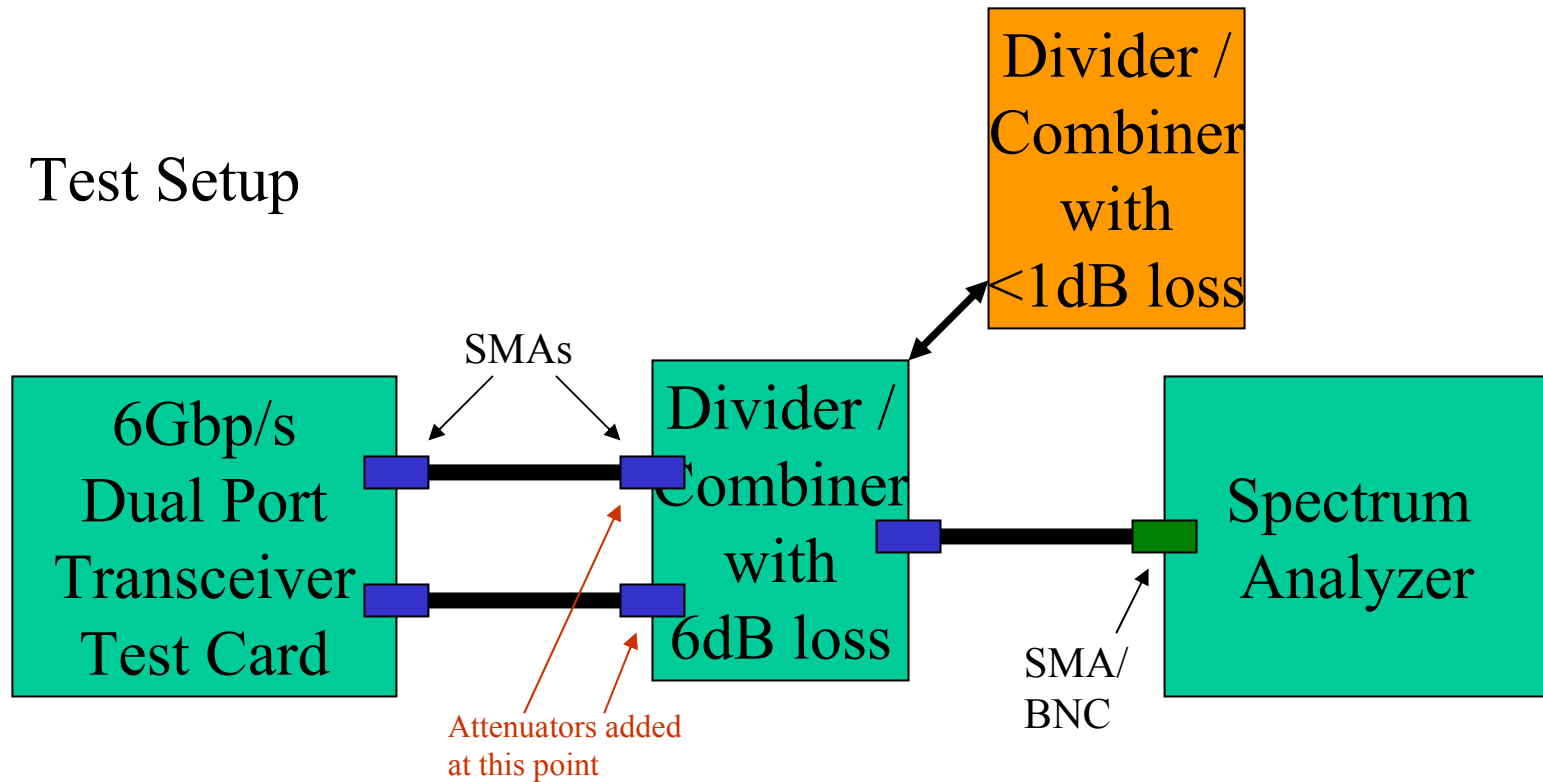 Test Setup
Divider /
Combiner
with
<1dB loss
SMAs
6Gbp/s
Dual Port
Transceiver
Test Card
Divider /
Combiner
with
6dB loss
Spectrum
Analyzer
SMA/
BNC
Attenuators added
at this point